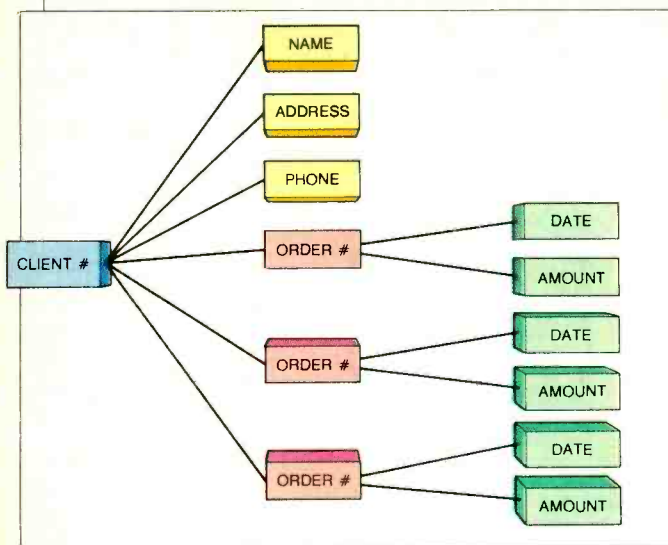 NAME
ADDRESS
PHONE
CLIENT #
ORDER #
DATE
AMOUNT
ORDER #
DATE
AMOUNT
ORDER #
DATE
AMOUNT